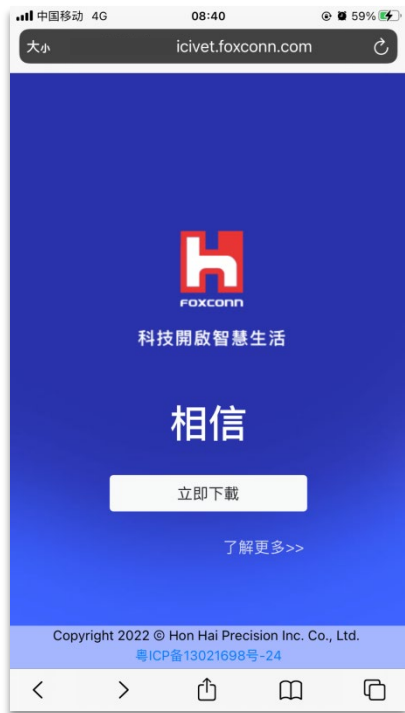 中国移动 4G 08:40 59%
大小 icivet.foxconn.com
h
FOXCONN
科技開啟智慧生活
相信
立即下載
了解更多>>
Copyright 2022 © Hon Hai Precision Inc. Co., Ltd.
粤ICP备13021698号-24